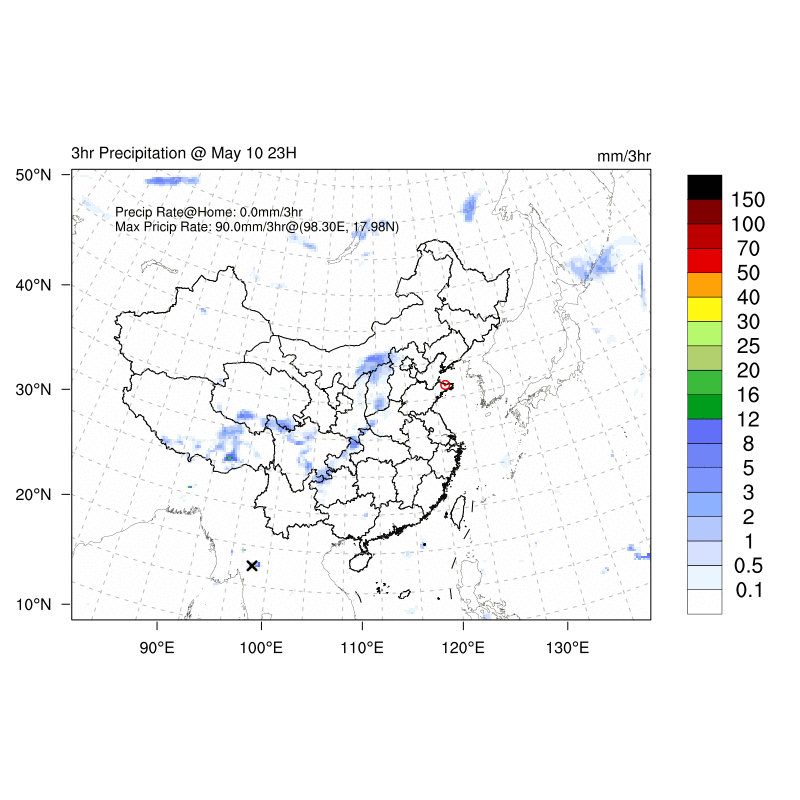 3hr Precipitation @ May 10 23H
mm/3hr
Precip Rate@Home: 0.0mm/3hr
Max Pricip Rate: 90.0mm/3hr@(98.30E, 17.98N)
50°N
40°N
30°N
20°N
10°N
90°E
100°E
110°E
120°E
130°E
150
100
70
50
40
30
25
20
16
12
8
5
3
2
1
0.5
0.1